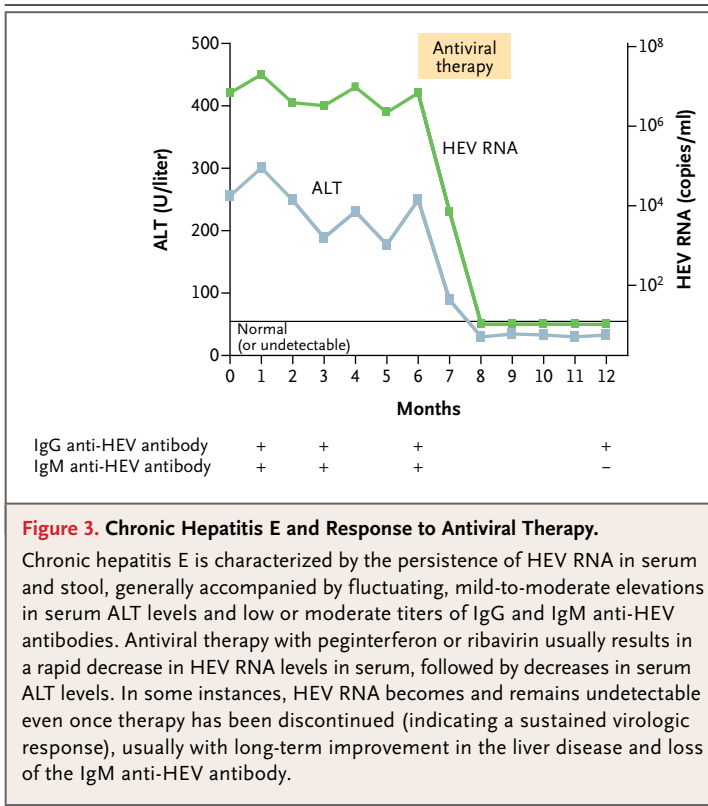 500
400
300
200
100
0
ALT (U/liter)
Antiviral
therapy
HEV RNA
ALT
Normal
(or undetectable)
10⁸
10⁶
10⁴
10²
HEV RNA (copies/ml)
0 1 2 3 4 5 6 7 8 9 10 11 12
Months
IgG anti-HEV antibody + + + +
IgM anti-HEV antibody + + + –
Figure 3. Chronic Hepatitis E and Response to Antiviral Therapy.
Chronic hepatitis E is characterized by the persistence of HEV RNA in serum
and stool, generally accompanied by fluctuating, mild-to-moderate elevations
in serum ALT levels and low or moderate titers of IgG and IgM anti-HEV
antibodies. Antiviral therapy with peginterferon or ribavirin usually results in
a rapid decrease in HEV RNA levels in serum, followed by decreases in serum
ALT levels. In some instances, HEV RNA becomes and remains undetectable
even once therapy has been discontinued (indicating a sustained virologic
response), usually with long-term improvement in the liver disease and loss
of the IgM anti-HEV antibody.